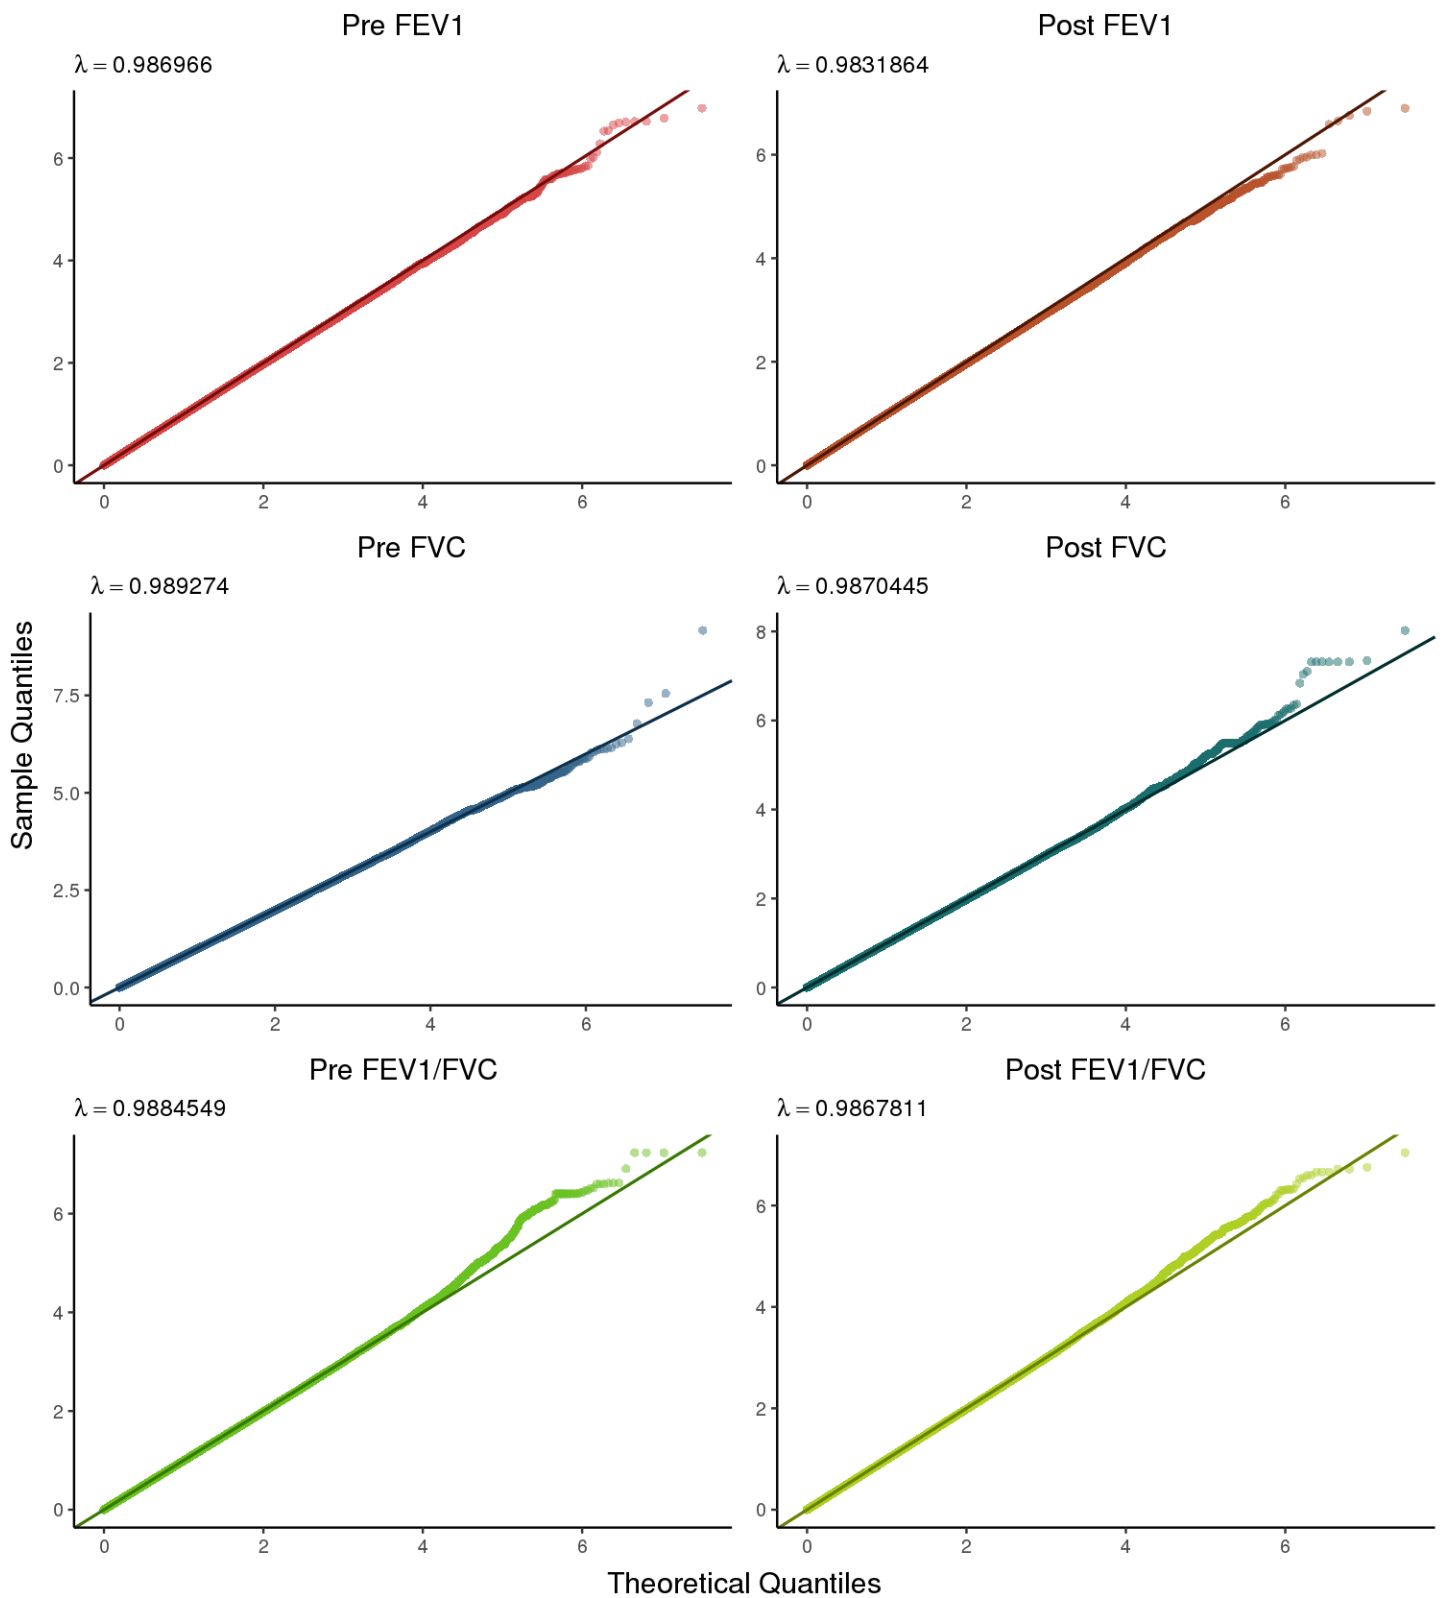 Pre FEV1
λ = 0.986966
6
4
2
0
0 2 4 6
Post FEV1
λ = 0.9831864
6
4
2
0
0 2 4 6
Sample Quantiles
Pre FVC
λ = 0.989274
7.5
5.0
2.5
0.0
0 2 4 6
Post FVC
λ = 0.9870445
8
6
4
2
0
0 2 4 6
Pre FEV1/FVC
λ = 0.9884549
6
4
2
0
0 2 4 6
Post FEV1/FVC
λ = 0.9867811
6
4
2
0
0 2 4 6
Theoretical Quantiles